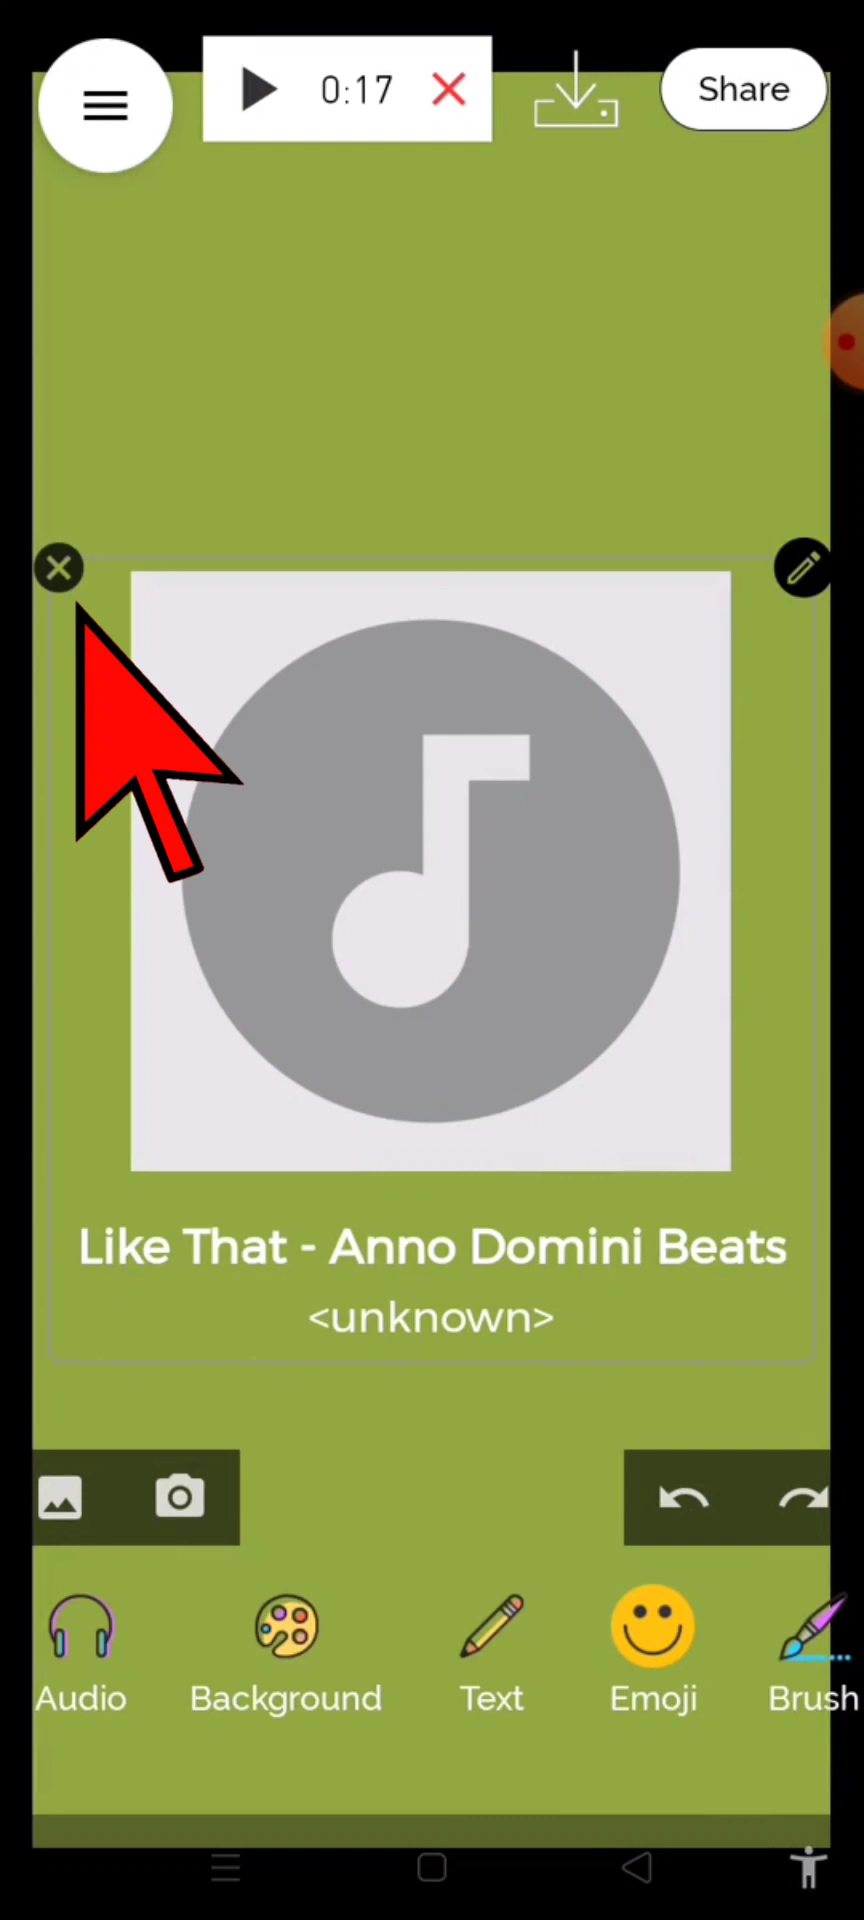 0:17
Share
Like That - Anno Domini Beats
<unknown>
Audio
Background
Text
Emoji
Brush